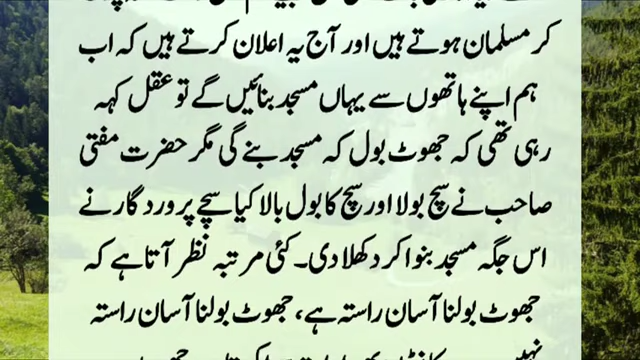 کر مسلمان ہوتے ہیں اور آج یہ اعلان کرتے ہیں کہ اب
ہم اپنے ہاتھوں سے یہاں مسجد بنائیں گے تو عقل کہہ
رہی تھی کہ جھوٹ بول کہ مسجد بنے گی مگر حضرت مفتی
صاحب نے سچ بولا اور سچ کا بول بالا کیا سچے پروردگار نے
اس جگہ مسجد بنوا کر دکھلا دی۔ کئی مرتبہ نظر آتا ہے کہ
جھوٹ بولنا آسان راستہ ہے، جھوٹ بولنا آسان راستہ